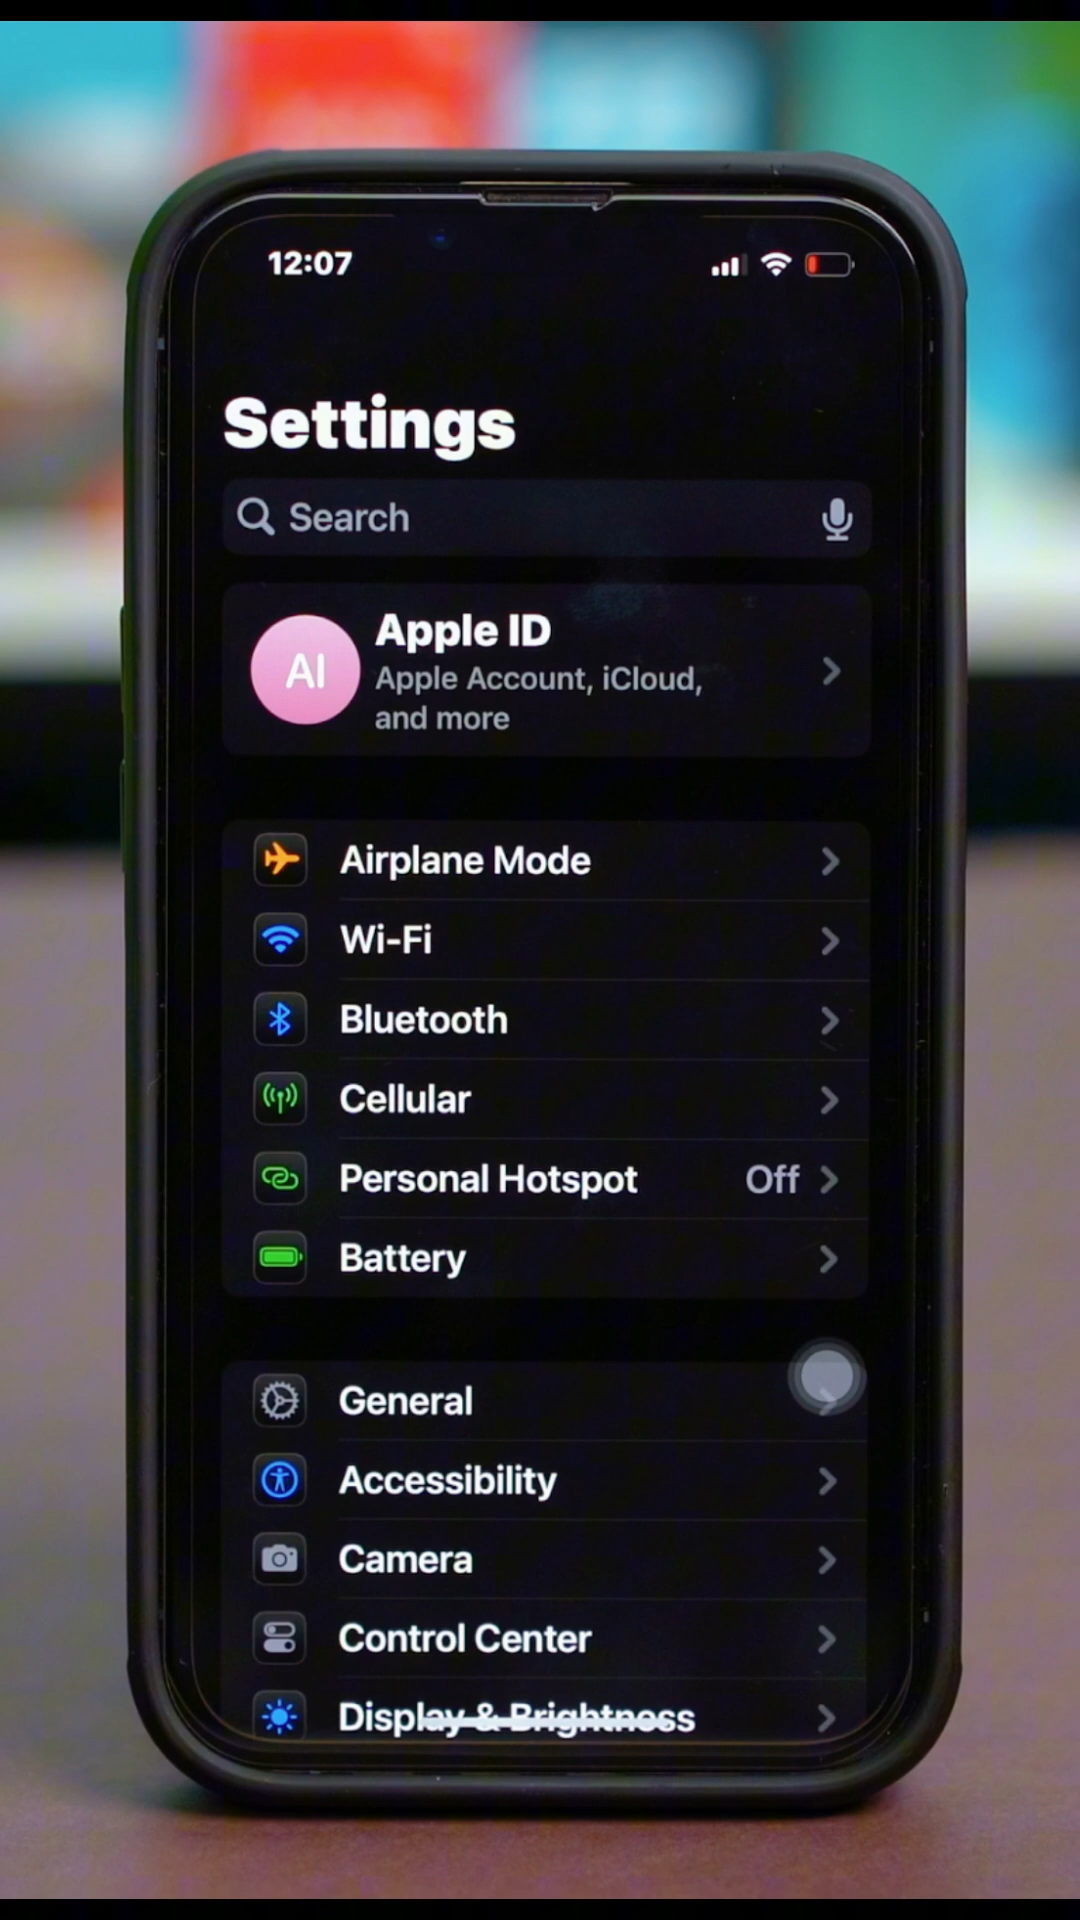 12:07
Settings
Search
AI
Apple ID
Apple Account, iCloud,
and more
Airplane Mode
Wi-Fi
Bluetooth
Cellular
Personal Hotspot Off
Battery
General
Accessibility
Camera
Control Center
Display & Brightness